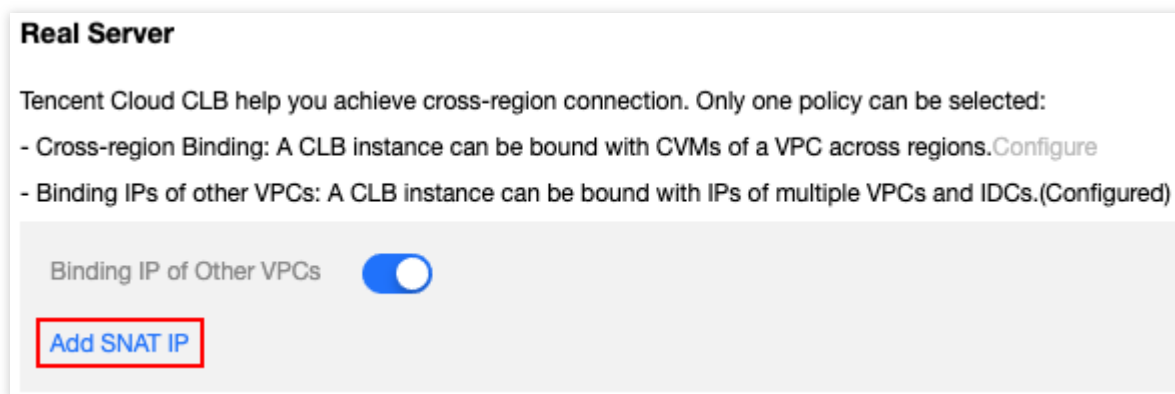 Real Server
Tencent Cloud CLB help you achieve cross-region connection. Only one policy can be selected:
- Cross-region Binding: A CLB instance can be bound with CVMs of a VPC across regions.Configure
- Binding IPs of other VPCs: A CLB instance can be bound with IPs of multiple VPCs and IDCs.(Configured)
Binding IP of Other VPCs
Add SNAT IP